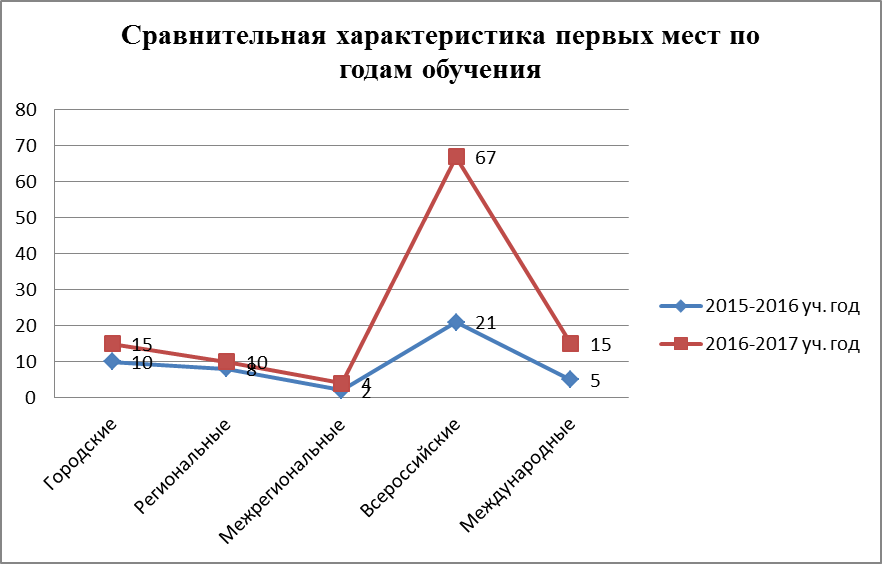 Сравнительная характеристика первых мест по
годам обучения
80
70
60
50
40
30
20
10
0
67
21
15
10
10
8
4
2
15
5
Городские
Региональные
Межрегиональные
Всероссийские
Международные
2015-2016 уч. год
2016-2017 уч. год